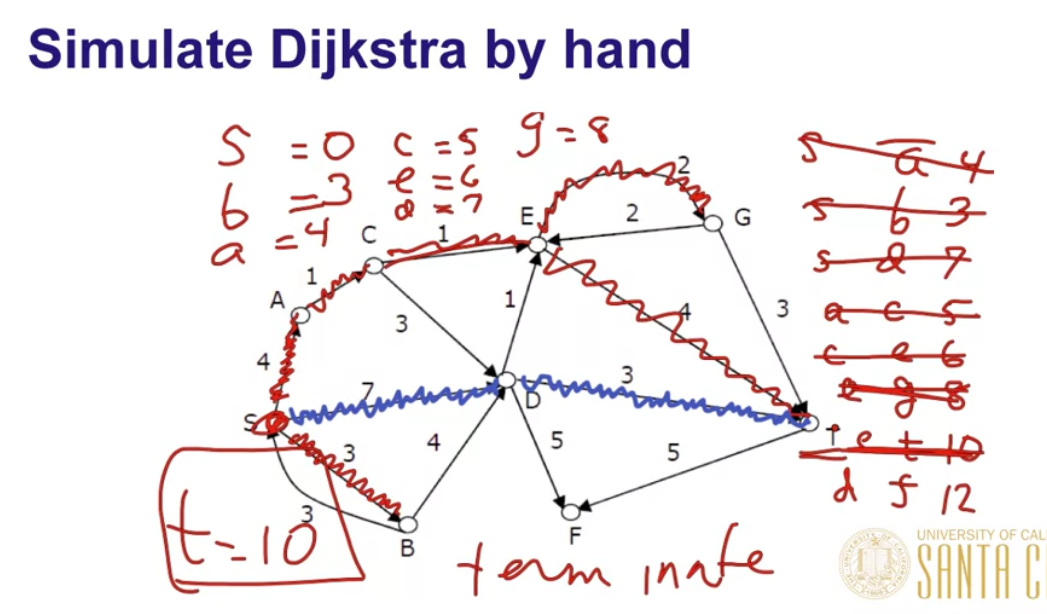 Simulate Dijkstra by hand
S = 0
c = 5
g = 8
b = 3
e = 6
a = 4
d = 7
s a 4
s b 3
s d 7
a c 5
c e 6
e g 8
e t 10
d f 12
A
B
C
D
E
F
G
S
T
4
1
1
2
2
3
4
3
1
7
3
3
4
5
5
3
t=10
terminate
UNIVERSITY OF CAL
SANTA C